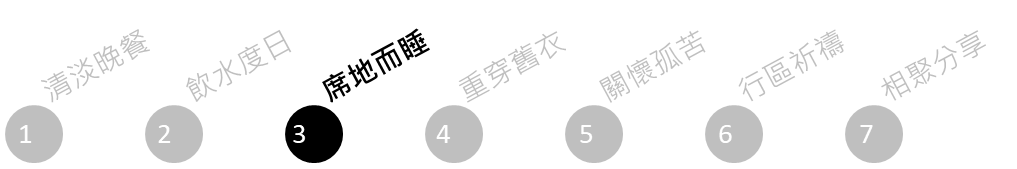 清淡晚餐
飲水度日
席地而睡
重穿舊衣
關懷孤苦
行區祈禱
相聚分享
1 2 3 4 5 6 7